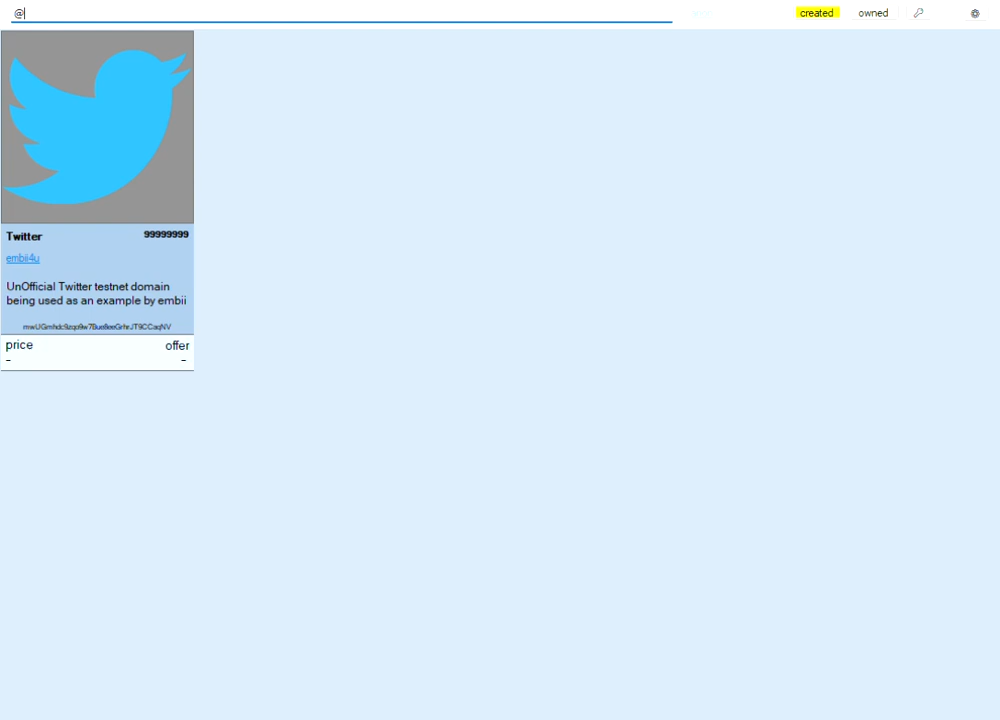 @
created
owned
Twitter
99999999
embii4u
UnOfficial Twitter testnet domain
being used as an example by embii
price
offer
-
-